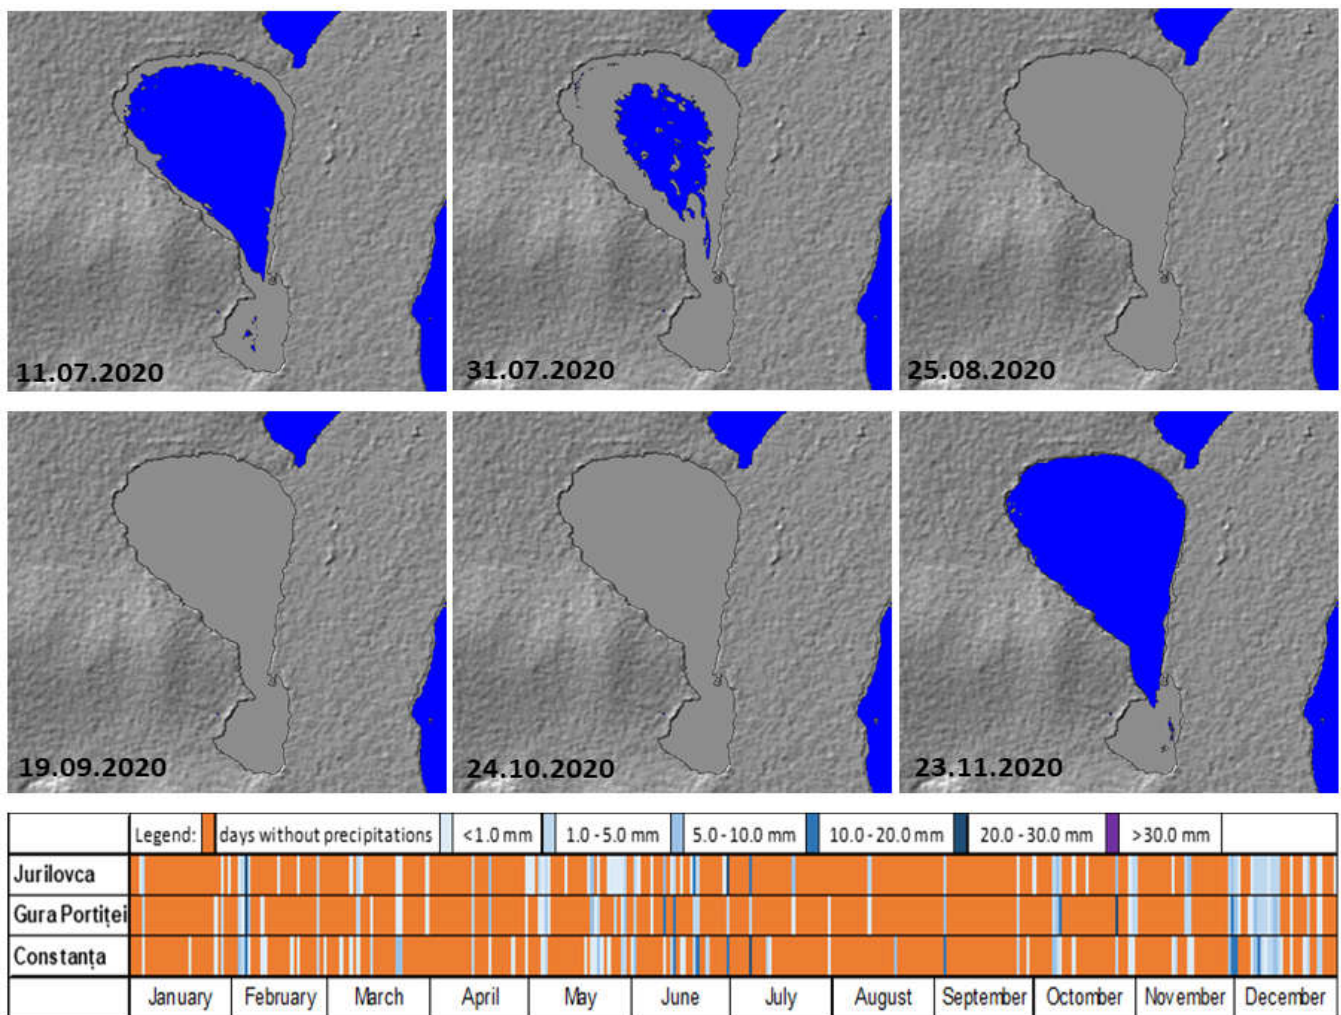 11.07.2020
31.07.2020
25.08.2020
19.09.2020
24.10.2020
23.11.2020
Legend: days without precipitations <1.0 mm 1.0 - 5.0 mm 5.0 - 10.0 mm 10.0 - 20.0 mm 20.0 - 30.0 mm >30.0 mm
Jurilovca
Gura Portiței
Constanța
January February March April May June July August September Octomber November December